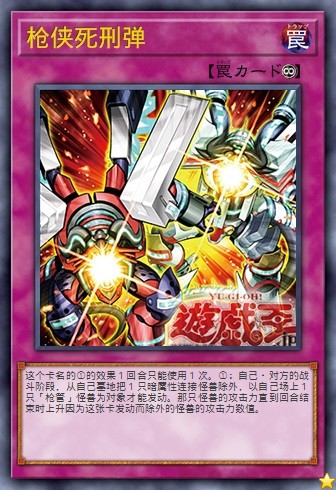 枪侠死刑弹
トラップ
罠
【罠カード】
YU-GI-OH!
遊戯王
这个卡名的①的效果1回合只能使用1次。①:自己·对方的战
斗阶段,从自己墓地把1只暗属性连接怪兽除外,以自己场上1
只「枪管」怪兽为对象才能发动。那只怪兽的攻击力直到回合结
束时上升因为这张卡发动而除外的怪兽的攻击力数值。